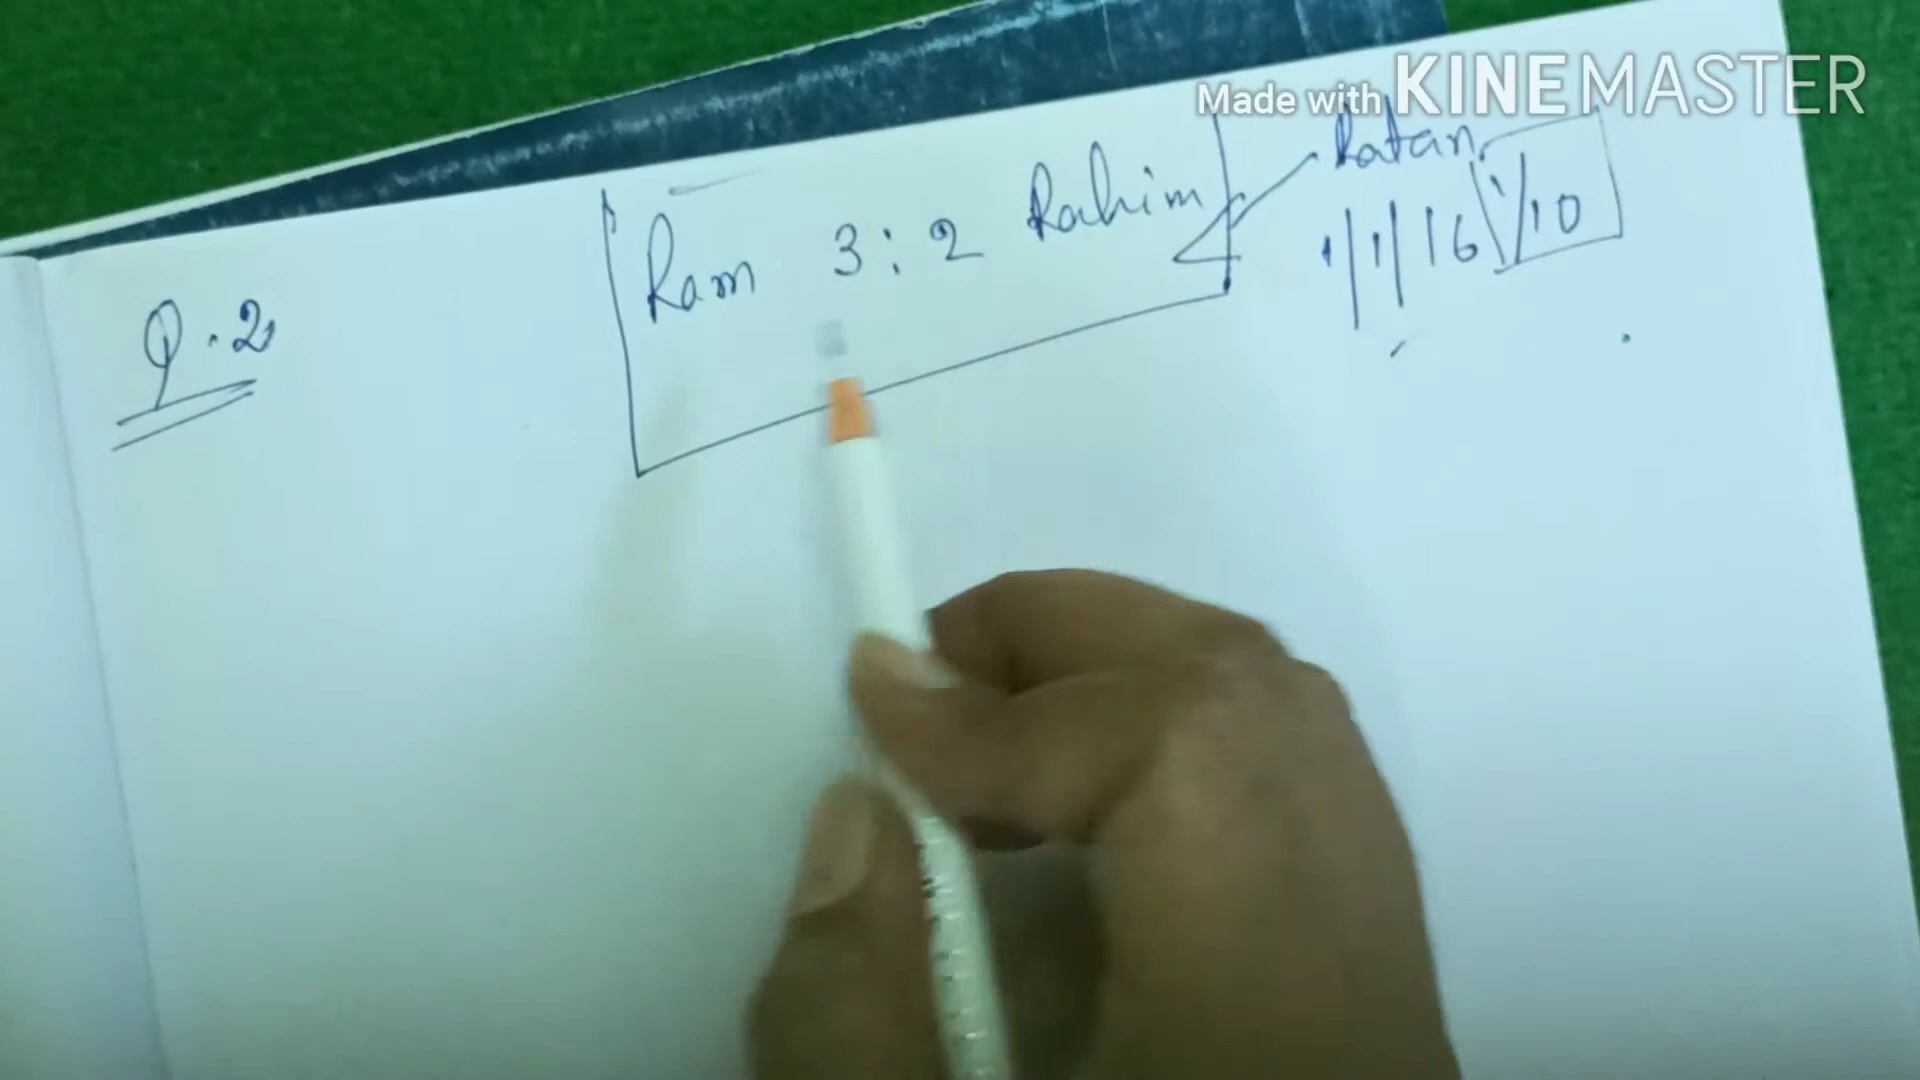 Made with KINEMASTER
Ratan
Ram 3 : 2 Rahim
1/1/16 1/10
Q.2